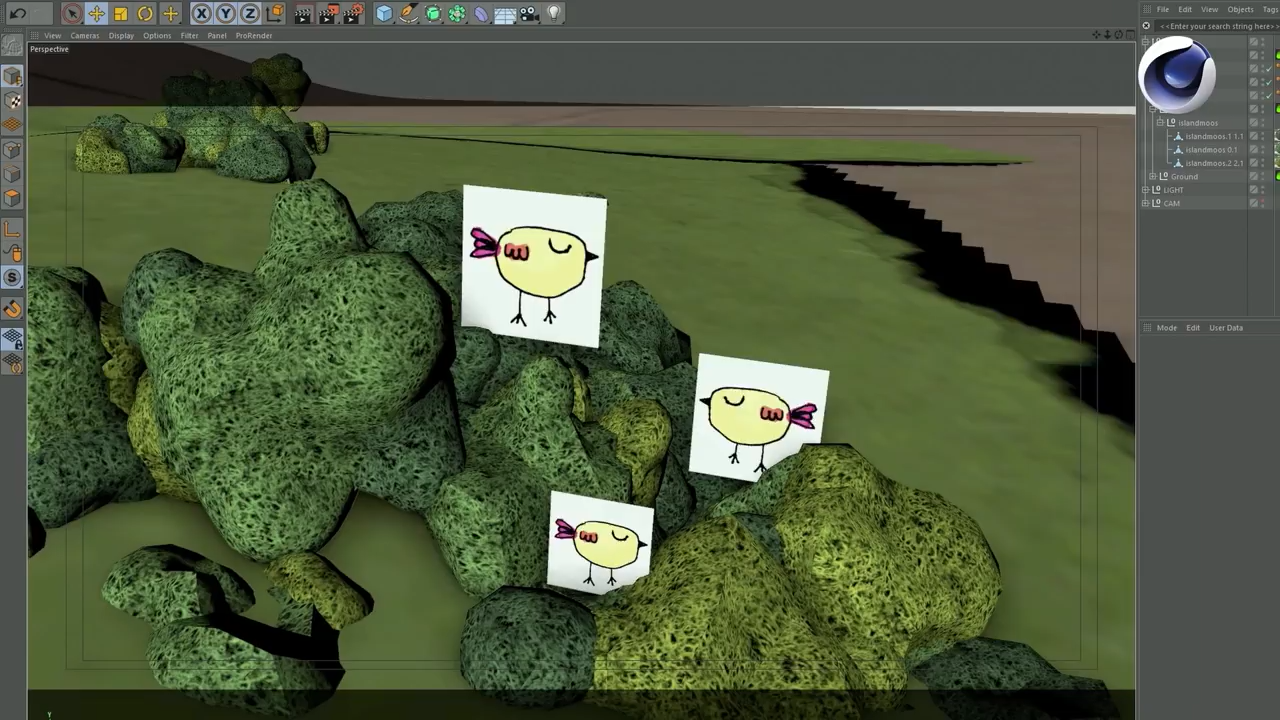 X Y Z
File Edit View Objects Tags
<<Enter your search string here>>
View Cameras Display Options Filter Panel ProRender
Perspective
islandmoos
islandmoos.1 1.1
islandmoos 0.1
islandmoos.2 2.1
Ground
LIGHT
CAM
S
Mode Edit User Data
Y